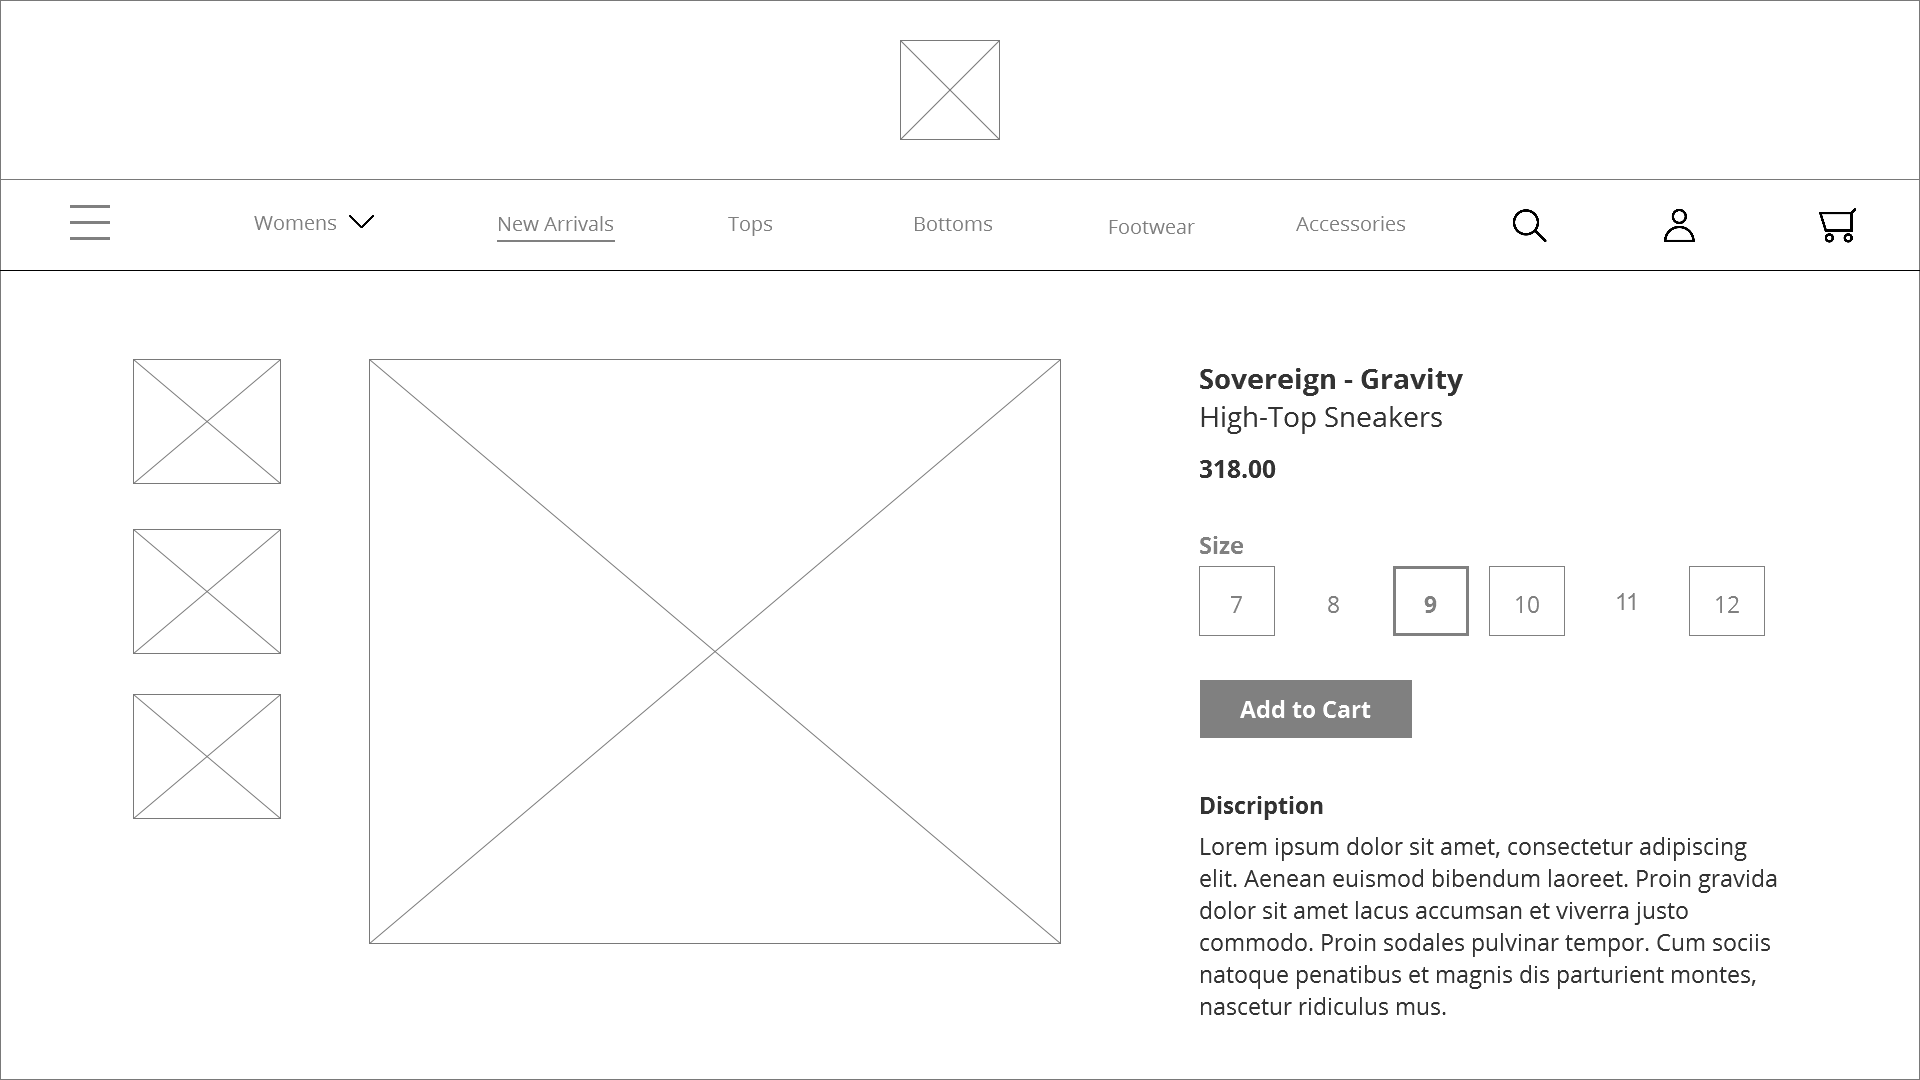 Womens
New Arrivals
Tops
Bottoms
Footwear
Accessories
Sovereign - Gravity
High-Top Sneakers
318.00
Size
7 8 9 10 11 12
Add to Cart
Discription
Lorem ipsum dolor sit amet, consectetur adipiscing
elit. Aenean euismod bibendum laoreet. Proin gravida
dolor sit amet lacus accumsan et viverra justo
commodo. Proin sodales pulvinar tempor. Cum sociis
natoque penatibus et magnis dis parturient montes,
nascetur ridiculus mus.